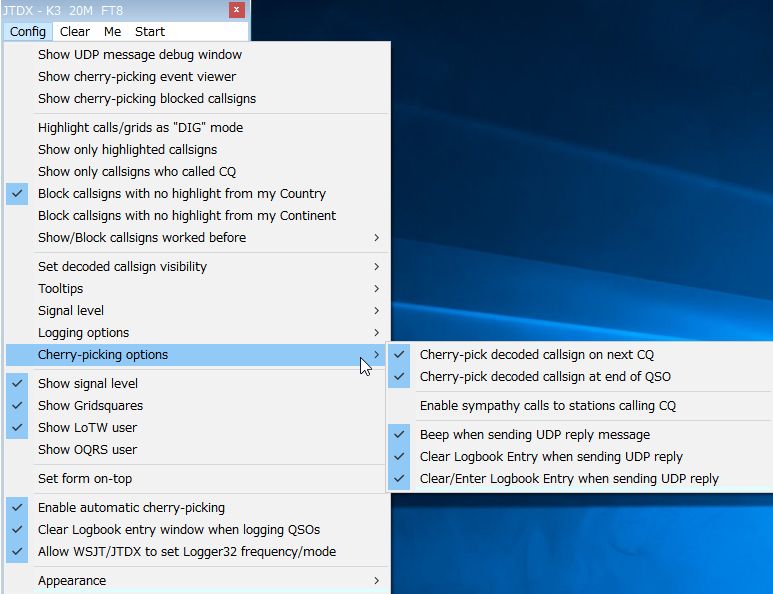 JTDX - K3 20M FT8 x
Config Clear Me Start
Show UDP message debug window
Show cherry-picking event viewer
Show cherry-picking blocked callsigns
Highlight calls/grids as "DIG" mode
Show only highlighted callsigns
Show only callsigns who called CQ
Block callsigns with no highlight from my Country
Block callsigns with no highlight from my Continent
Show/Block callsigns worked before
Set decoded callsign visibility
Tooltips
Signal level
Logging options
Cherry-picking options
Show signal level
Show Gridsquares
Show LoTW user
Show OQRS user
Set form on-top
Enable automatic cherry-picking
Clear Logbook entry window when logging QSOs
Allow WSJT/JTDX to set Logger32 frequency/mode
Appearance
Cherry-pick decoded callsign on next CQ
Cherry-pick decoded callsign at end of QSO
Enable sympathy calls to stations calling CQ
Beep when sending UDP reply message
Clear Logbook Entry when sending UDP reply
Clear/Enter Logbook Entry when sending UDP reply